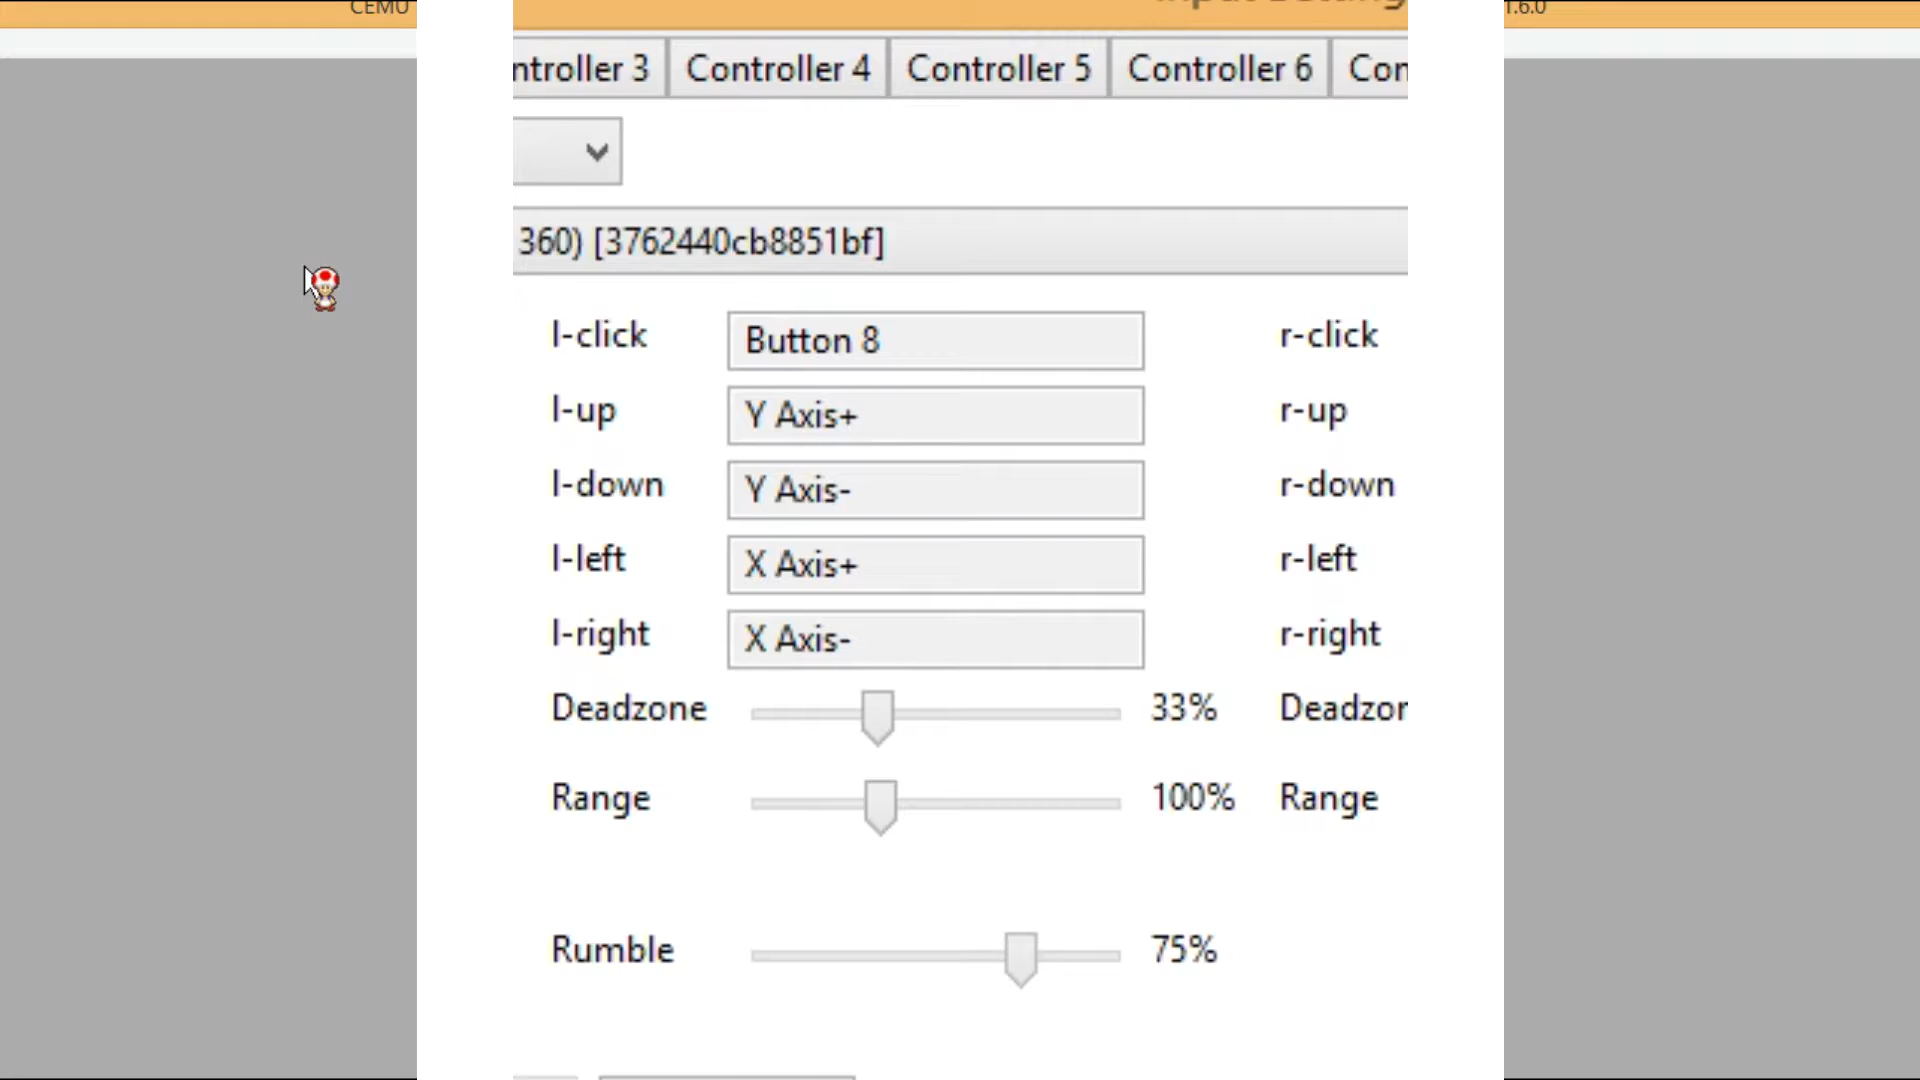 CEMU
1.6.0
Input Setting
ntroller 3
Controller 4
Controller 5
Controller 6
Con
360) [3762440cb8851bf]
l-click
Button 8
r-click
l-up
Y Axis+
r-up
l-down
Y Axis-
r-down
l-left
X Axis+
r-left
l-right
X Axis-
r-right
Deadzone
33%
Deadzor
Range
100%
Range
Rumble
75%